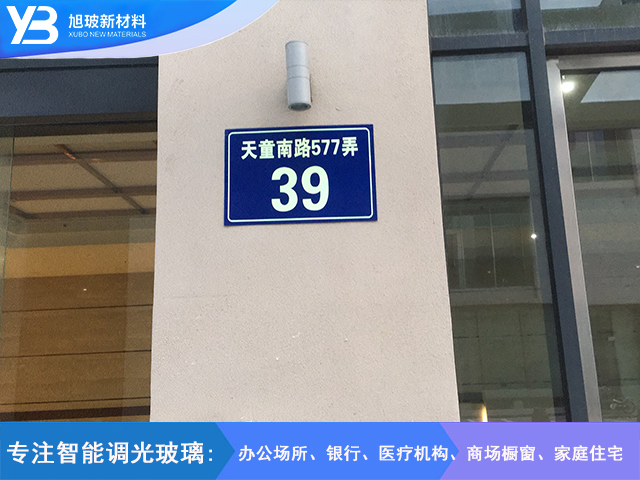 YB 旭玻新材料
XUBO NEW MATERIALS
天童南路577弄
39
专注智能调光玻璃: 办公场所、银行、医疗机构、商场橱窗、家庭住宅